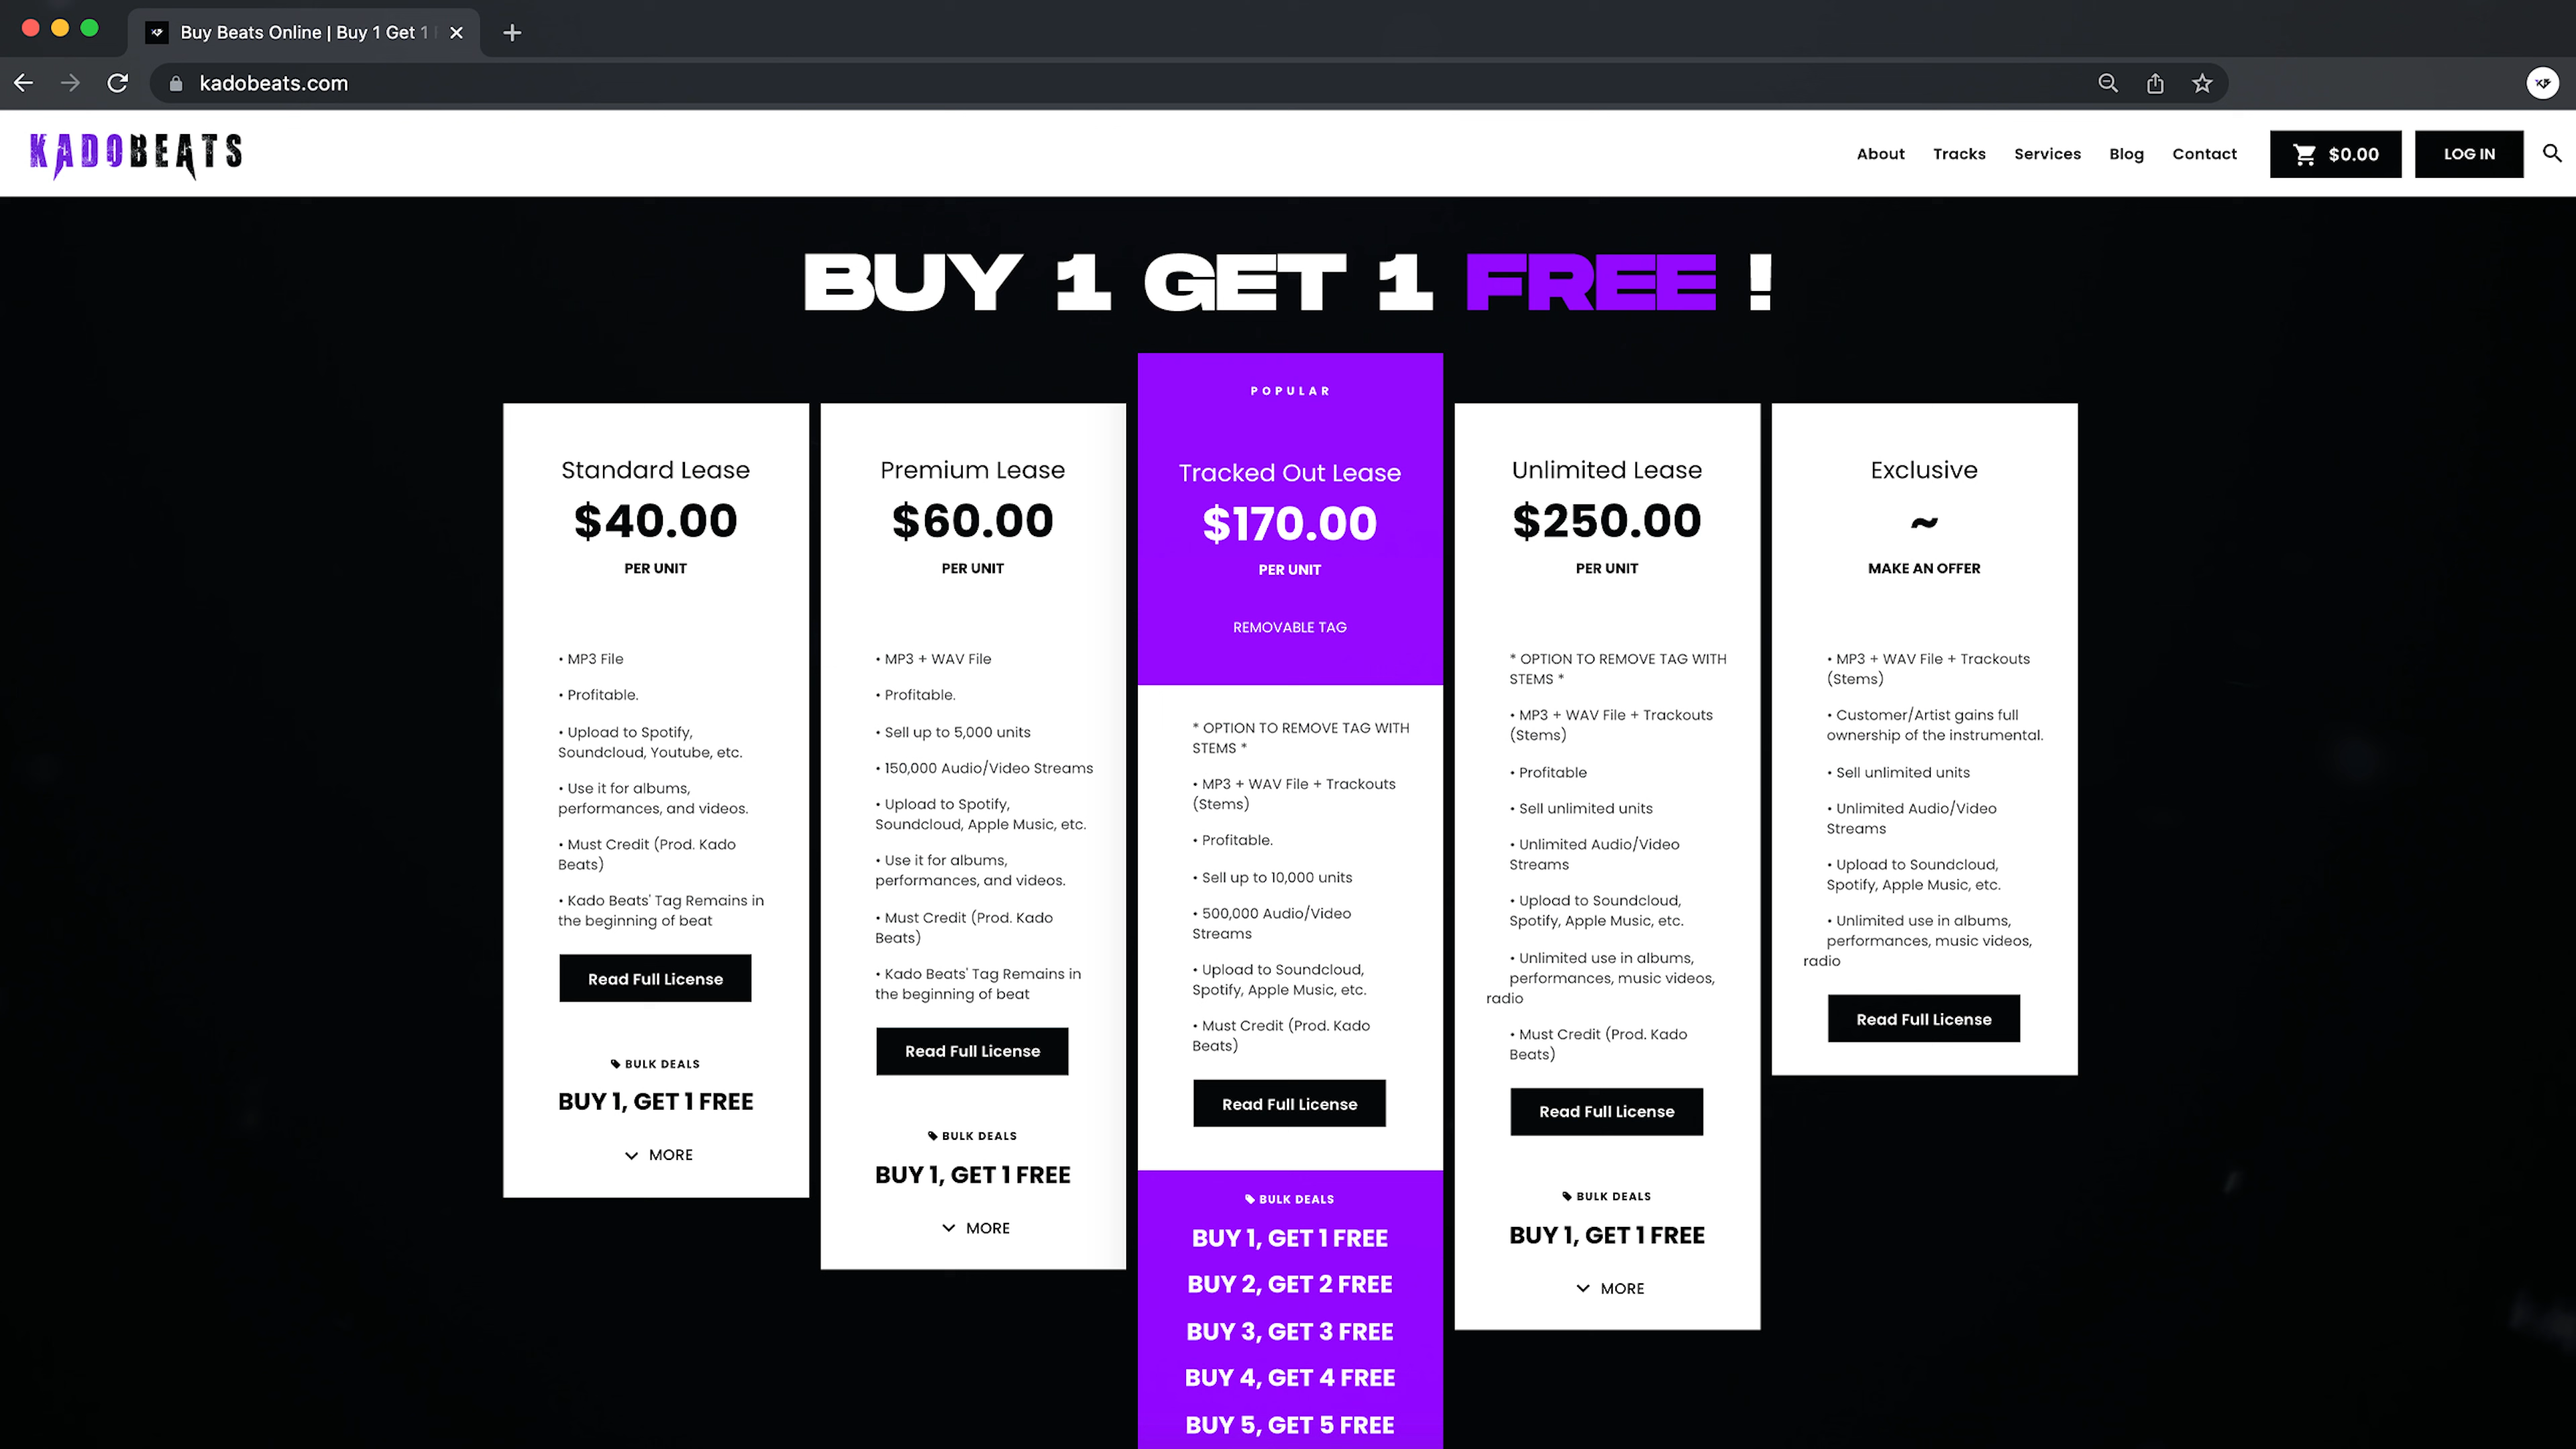 Buy Beats Online | Buy 1 Get 1
kadobeats.com
KADOBEATS
About
Tracks
Services
Blog
Contact
$0.00
LOG IN
BUY 1 GET 1 FREE !
Standard Lease
$40.00
PER UNIT
• MP3 File
• Profitable.
• Upload to Spotify,
Soundcloud, Youtube, etc.
• Use it for albums,
performances, and videos.
• Must Credit (Prod. Kado
Beats)
• Kado Beats' Tag Remains in
the beginning of beat
Read Full License
BULK DEALS
BUY 1, GET 1 FREE
MORE
Premium Lease
$60.00
PER UNIT
• MP3 + WAV File
• Profitable.
• Sell up to 5,000 units
• 150,000 Audio/Video Streams
• Upload to Spotify,
Soundcloud, Apple Music, etc.
• Use it for albums,
performances, and videos.
• Must Credit (Prod. Kado
Beats)
• Kado Beats' Tag Remains in
the beginning of beat
Read Full License
BULK DEALS
BUY 1, GET 1 FREE
MORE
POPULAR
Tracked Out Lease
$170.00
PER UNIT
REMOVABLE TAG
* OPTION TO REMOVE TAG WITH
STEMS *
• MP3 + WAV File + Trackouts
(Stems)
• Profitable.
• Sell up to 10,000 units
• 500,000 Audio/Video
Streams
• Upload to Soundcloud,
Spotify, Apple Music, etc.
• Must Credit (Prod. Kado
Beats)
Read Full License
BULK DEALS
BUY 1, GET 1 FREE
BUY 2, GET 2 FREE
BUY 3, GET 3 FREE
BUY 4, GET 4 FREE
BUY 5, GET 5 FREE
Unlimited Lease
$250.00
PER UNIT
* OPTION TO REMOVE TAG WITH
STEMS *
• MP3 + WAV File + Trackouts
(Stems)
• Profitable
• Sell unlimited units
• Unlimited Audio/Video
Streams
• Upload to Soundcloud,
Spotify, Apple Music, etc.
• Unlimited use in albums,
performances, music videos,
radio
• Must Credit (Prod. Kado
Beats)
Read Full License
BULK DEALS
BUY 1, GET 1 FREE
MORE
Exclusive
~
MAKE AN OFFER
• MP3 + WAV File + Trackouts
(Stems)
• Customer/Artist gains full
ownership of the instrumental.
• Sell unlimited units
• Unlimited Audio/Video
Streams
• Upload to Soundcloud,
Spotify, Apple Music, etc.
• Unlimited use in albums,
performances, music videos,
radio
Read Full License